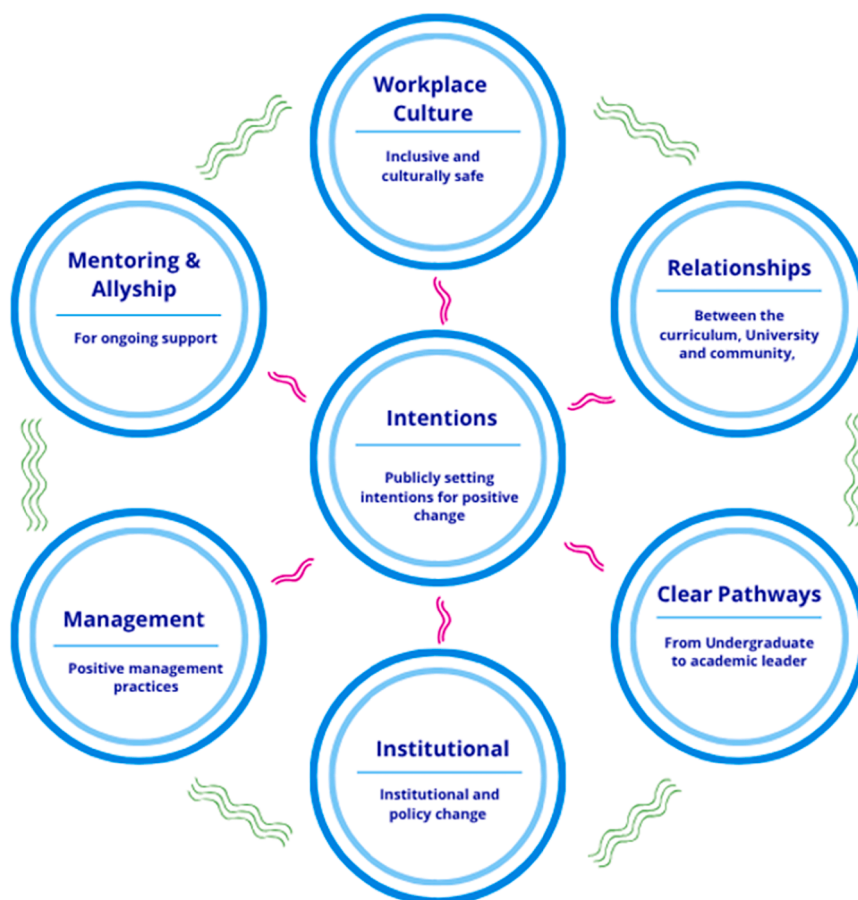 Workplace
Culture
Inclusive and
culturally safe
Mentoring &
Allyship
For ongoing support
Relationships
Between the
curriculum, University
and community,
Intentions
Publicly setting
intentions for positive
change
Management
Positive management
practices
Clear Pathways
From Undergraduate
to academic leader
Institutional
Institutional and
policy change